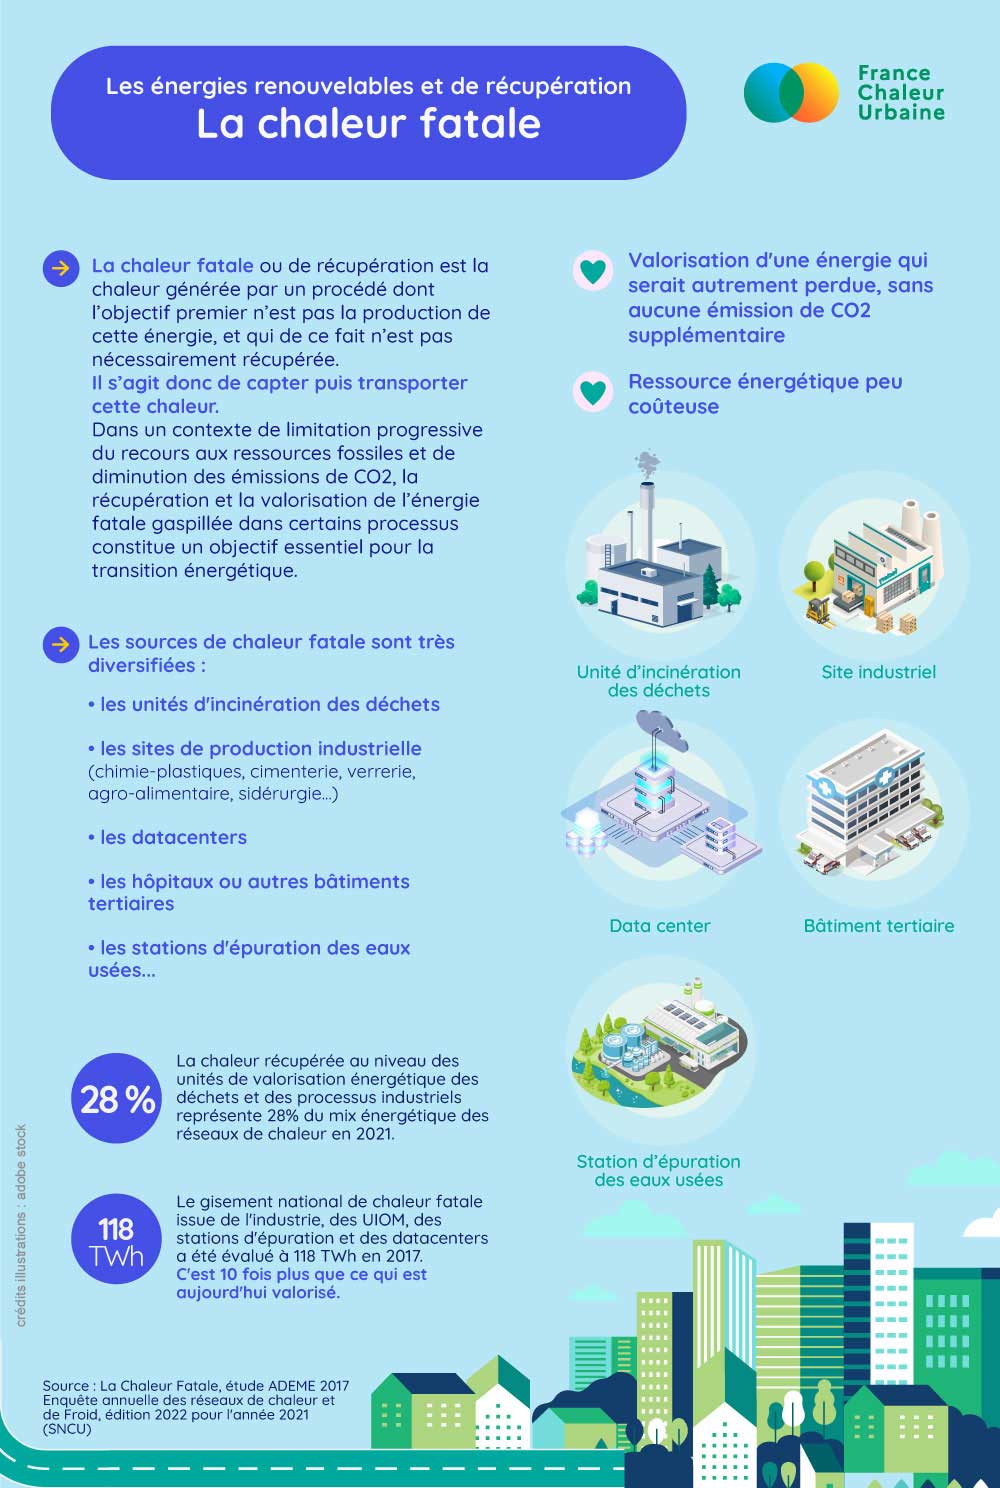 Les énergies renouvelables et de récupération
La chaleur fatale
France
Chaleur
Urbaine
La chaleur fatale ou de récupération est la
chaleur générée par un procédé dont
l’objectif premier n’est pas la production de
cette énergie, et qui de ce fait n’est pas
nécessairement récupérée.
Il s’agit donc de capter puis transporter
cette chaleur.
Dans un contexte de limitation progressive
du recours aux ressources fossiles et de
diminution des émissions de CO2, la
récupération et la valorisation de l’énergie
fatale gaspillée dans certains processus
constitue un objectif essentiel pour la
transition énergétique.
Les sources de chaleur fatale sont très
diversifiées :
• les unités d'incinération des déchets
• les sites de production industrielle
(chimie-plastiques, cimenterie, verrerie,
agro-alimentaire, sidérurgie...)
• les datacenters
• les hôpitaux ou autres bâtiments
tertiaires
• les stations d'épuration des eaux
usées...
28 %
La chaleur récupérée au niveau des
unités de valorisation énergétique des
déchets et des processus industriels
représente 28% du mix énergétique des
réseaux de chaleur en 2021.
118
TWh
Le gisement national de chaleur fatale
issue de l'industrie, des UIOM, des
stations d'épuration et des datacenters
a été évalué à 118 TWh en 2017.
C'est 10 fois plus que ce qui est
aujourd'hui valorisé.
Valorisation d'une énergie qui
serait autrement perdue, sans
aucune émission de CO2
supplémentaire
Ressource énergétique peu
coûteuse
Unité d’incinération
des déchets
Site industriel
Data center
Bâtiment tertiaire
Station d’épuration
des eaux usées
crédits illustrations : adobe stock
Source : La Chaleur Fatale, étude ADEME 2017
Enquête annuelle des réseaux de chaleur et
de Froid, édition 2022 pour l'année 2021
(SNCU)